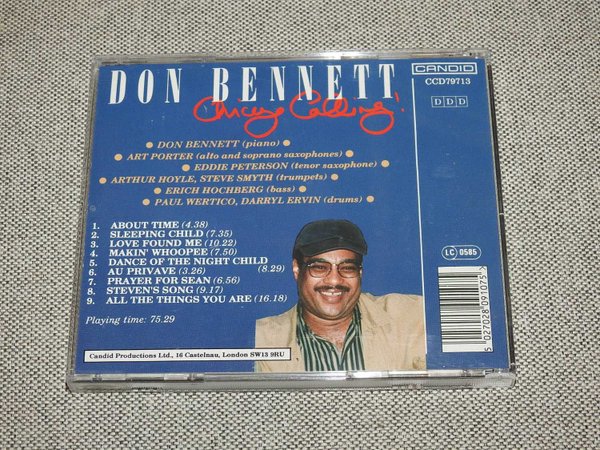 DON BENNETT
Chicago Calling!
CANDID
CCD79713
DDD
DON BENNETT (piano)
ART PORTER (alto and soprano saxophones)
EDDIE PETERSON (tenor saxophone)
ARTHUR HOYLE, STEVE SMYTH (trumpets)
ERICH HOCHBERG (bass)
PAUL WERTICO, DARRYL ERVIN (drums)
1. ABOUT TIME (4.38)
2. SLEEPING CHILD (7.35)
3. LOVE FOUND ME (10.22)
4. MAKIN' WHOOPEE (7.50)
5. DANCE OF THE NIGHT CHILD (8.29)
6. AU PRIVAVE (3.26)
7. PRAYER FOR SEAN (6.56)
8. STEVEN'S SONG (9.17)
9. ALL THE THINGS YOU ARE (16.18)
Playing time: 75.29
LC 0585
5 027028 091075
Candid Productions Ltd., 16 Castelnau, London SW13 9RU